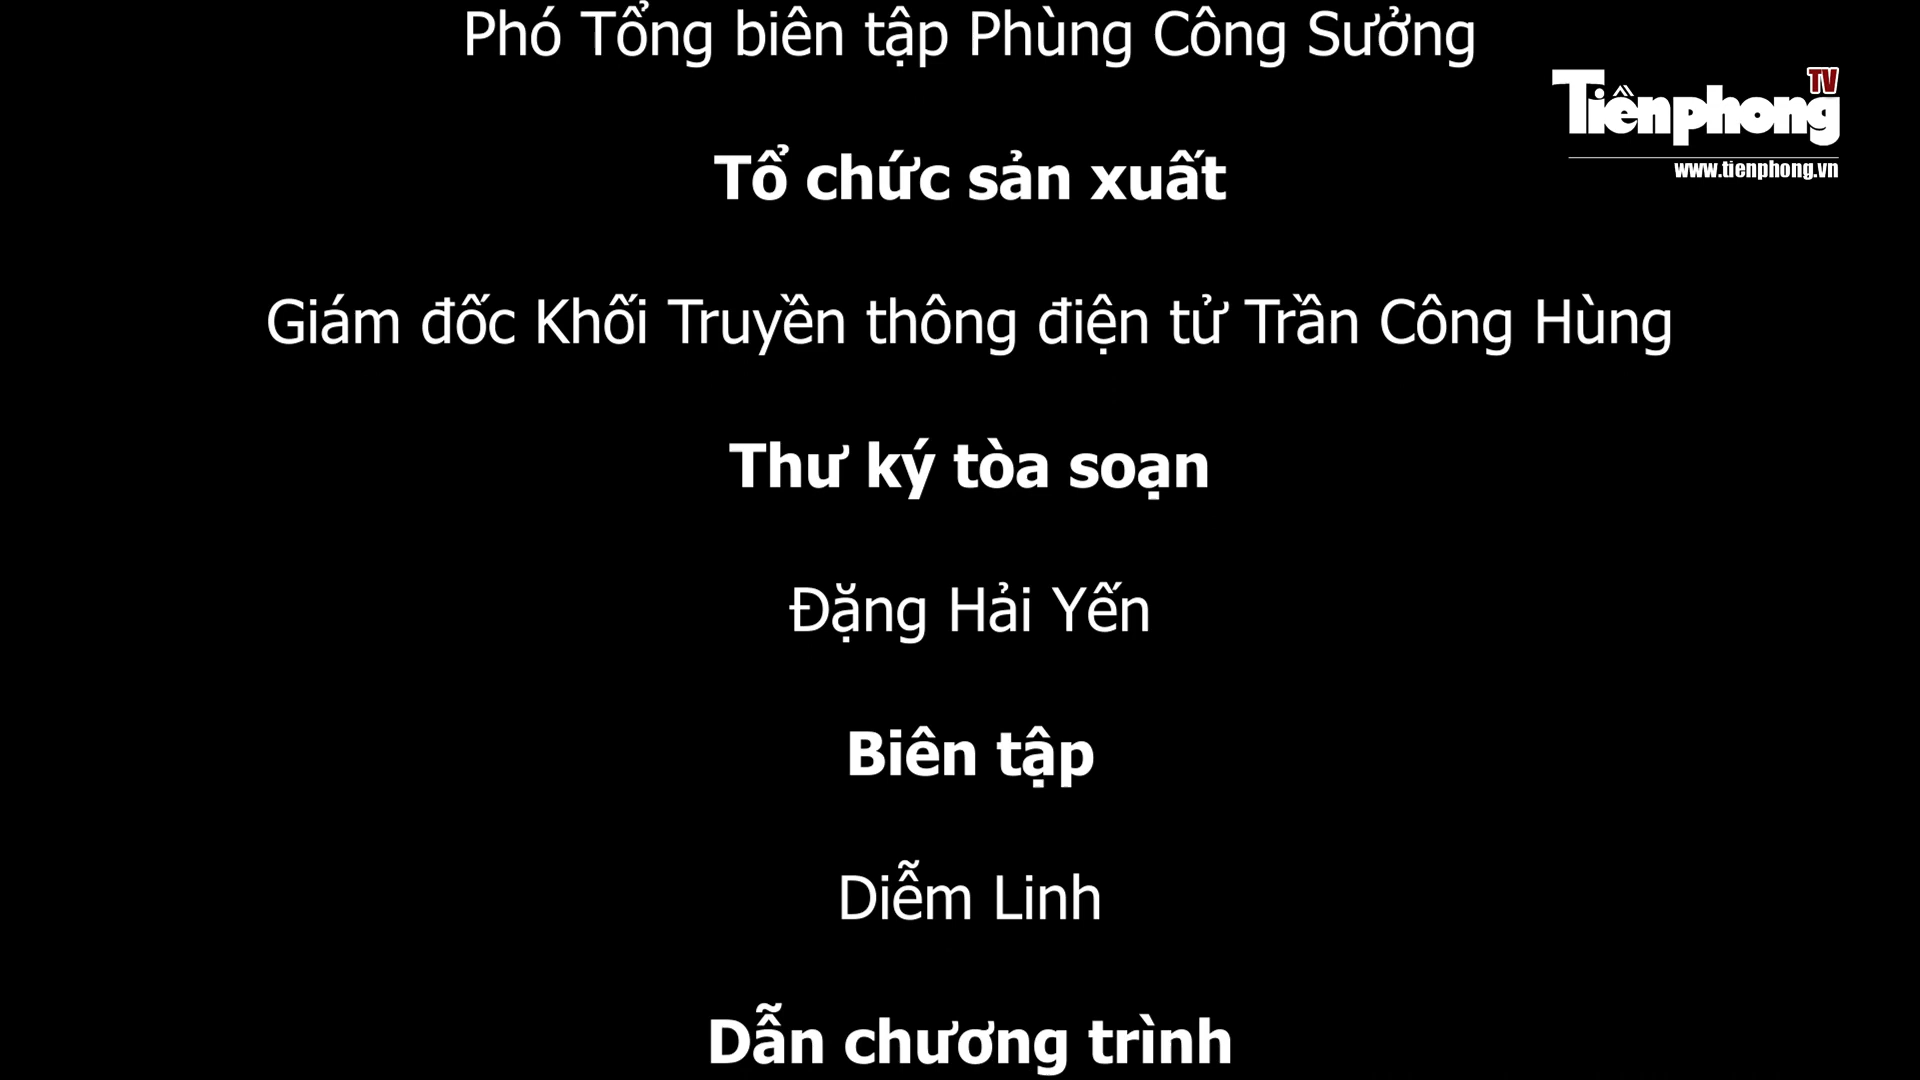 Phó Tổng biên tập Phùng Công Sưởng
Tiềnphong TV
www.tienphong.vn
Tổ chức sản xuất
Giám đốc Khối Truyền thông điện tử Trần Công Hùng
Thư ký tòa soạn
Đặng Hải Yến
Biên tập
Diễm Linh
Dẫn chương trình